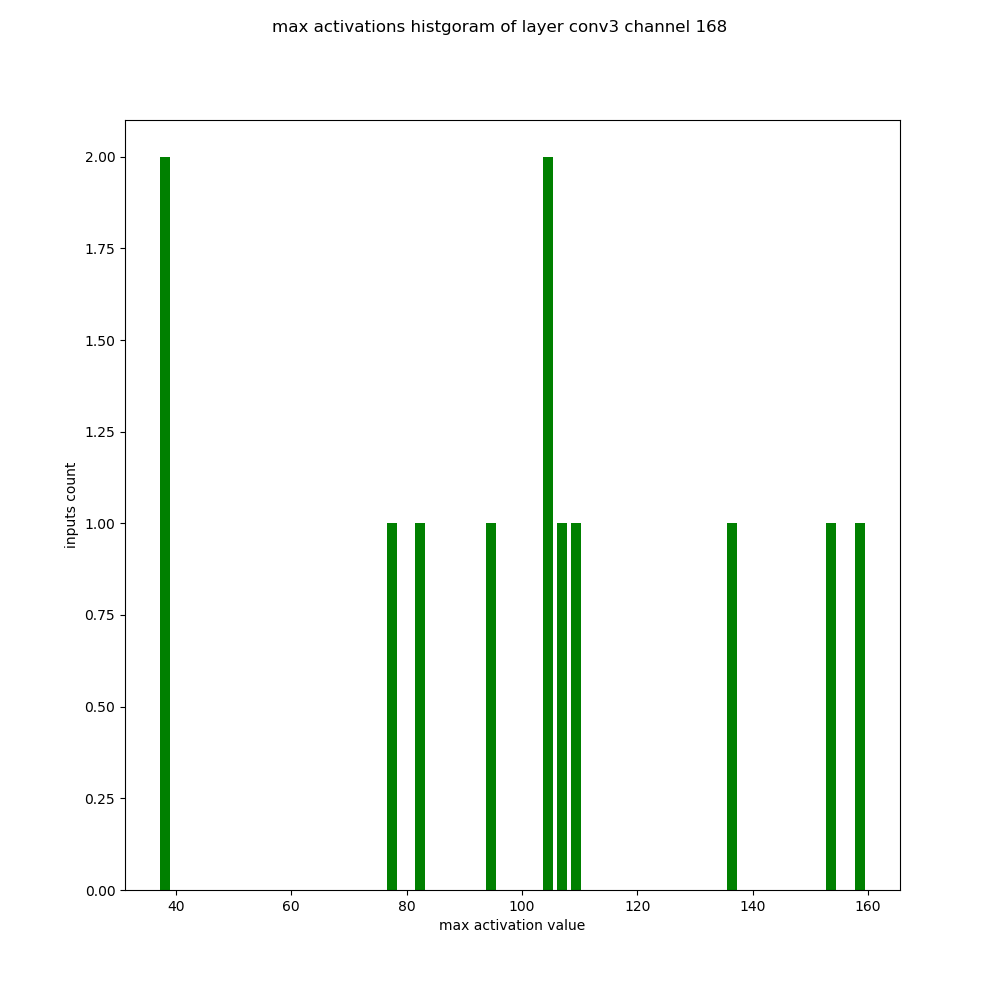 max activations histgoram of layer conv3 channel 168
2.00
1.75
1.50
1.25
1.00
0.75
0.50
0.25
0.00
inputs count
40 60 80 100 120 140 160
max activation value